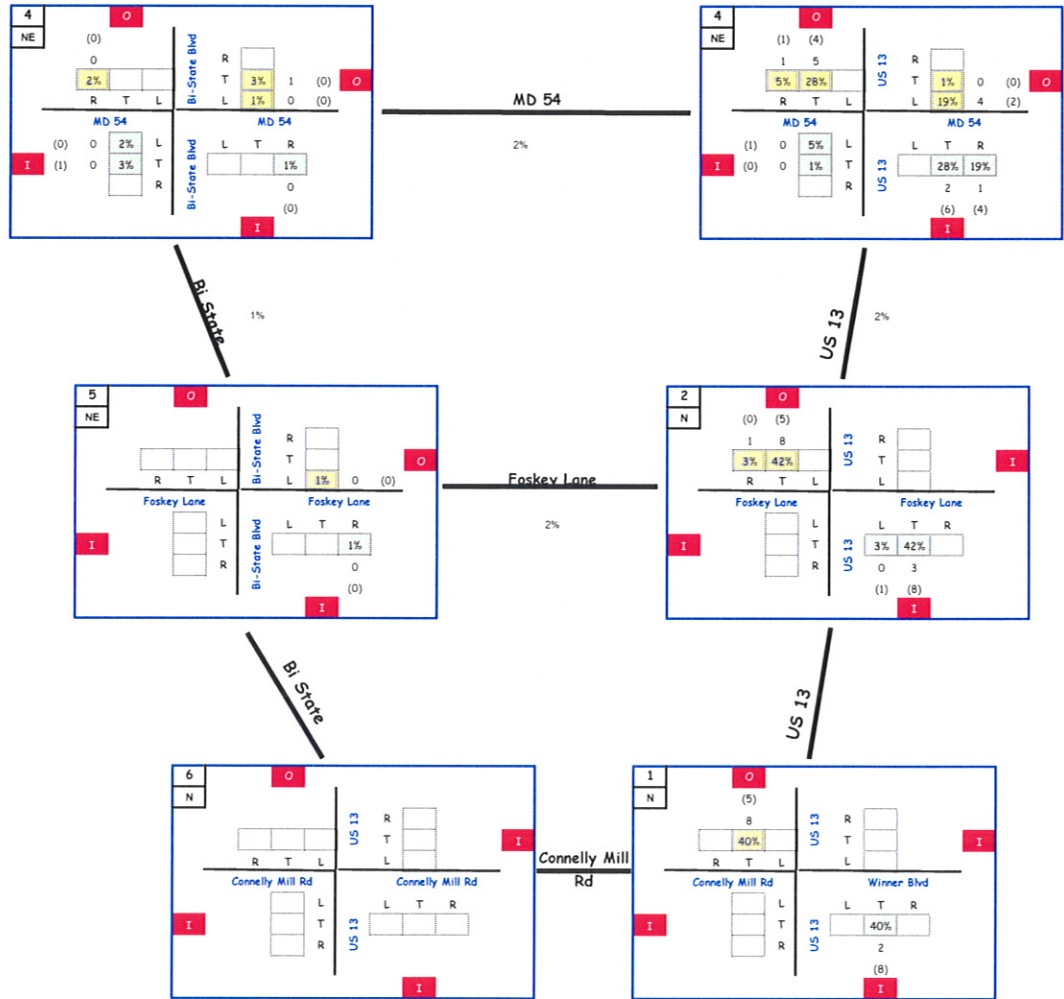 4
NE
O
(0)
0
2%
R T L
Bi-State Blvd
R
T 3% 1 (0) O
L 1% 0 (0)
MD 54
MD 54
(0) 0 2% L
I (1) 0 3% T
R
Bi-State Blvd
L T R
1%
0
(0)
I
MD 54
2%
4
NE
O
(1) (4)
1 5
5% 28%
R T L
US 13
R
T 1% 0 (0) O
L 19% 4 (2)
MD 54
MD 54
(1) 0 5% L
I (0) 0 1% T
R
US 13
L T R
28% 19%
2 1
(6) (4)
I
Bi State
1%
US 13
2%
5
NE
O
R T L
Bi-State Blvd
R
T
L 1% 0 (0)
O
Foskey Lane
Foskey Lane
L
I T
R
Bi-State Blvd
L T R
1%
0
(0)
I
Foskey Lane
2%
2
N
O
(0) (5)
1 8
3% 42%
R T L
US 13
R
T
L
I
Foskey Lane
L
I T
R
US 13
L T R
3% 42%
0 3
(1) (8)
I
Bi State
US 13
6
N
O
R T L
US 13
R
T
L
I
Connelly Mill Rd
Connelly Mill Rd
L
I T
R
US 13
L T R
I
Connelly Mill
Rd
1
N
O
(5)
8
40%
R T L
US 13
R
T
L
I
Connelly Mill Rd
Winner Blvd
L
I T
R
US 13
L T R
40%
2
(8)
I